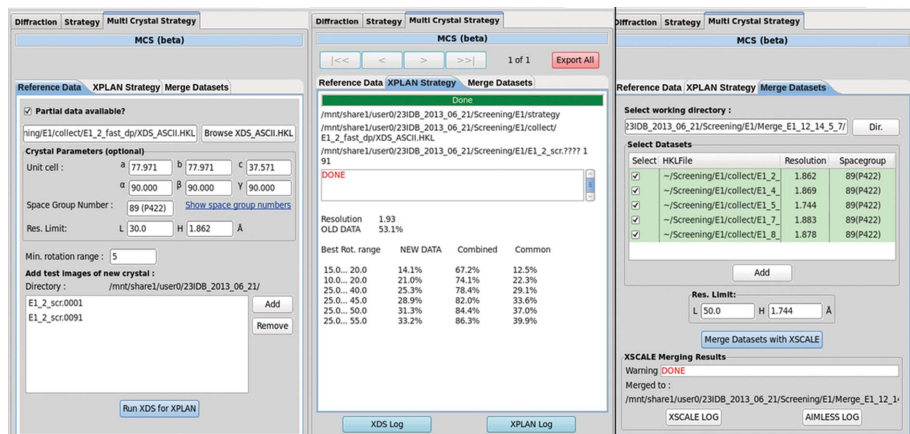 Diffraction Strategy Multi Crystal Strategy
MCS (beta)
Reference Data XPLAN Strategy Merge Datasets
Partial data available?
ning/E1/collect/E1_2_fast_dp/XDS_ASCII.HKL Browse XDS_ASCII.HKL
Crystal Parameters (optional)
Unit cell : a 77.971 b 77.971 c 37.571
α 90.000 β 90.000 γ 90.000
Space Group Number : 89 (P422) Show space group numbers
Res. Limit: L 30.0 H 1.862 Å
Min. rotation range : 5
Add test images of new crystal :
Directory : /mnt/share1/user0/23IDB_2013_06_21/
E1_2_scr.0001
E1_2_scr.0091
Add
Remove
Run XDS for XPLAN
Diffraction Strategy Multi Crystal Strategy
MCS (beta)
|<< < > >>| 1 of 1 Export All
Reference Data XPLAN Strategy Merge Datasets
Done
/mnt/share1/user0/23IDB_2013_06_21/Screening/E1/strategy
/mnt/share1/user0/23IDB_2013_06_21/Screening/E1/collect/
E1_2_fast_dp/XDS_ASCII.HKL
/mnt/share1/user0/23IDB_2013_06_21/Screening/E1/E1_2_scr.???? 1
91
DONE
Resolution 1.93
OLD DATA 53.1%
Best Rot. range NEW DATA Combined Common
15.0... 20.0 14.1% 67.2% 12.5%
10.0... 20.0 21.0% 74.1% 22.3%
25.0... 40.0 25.3% 78.4% 29.1%
25.0... 45.0 28.9% 82.0% 33.6%
25.0... 50.0 31.3% 84.4% 37.0%
25.0... 55.0 33.2% 86.3% 39.9%
XDS Log XPLAN Log
Diffraction Strategy Multi Crystal Strategy
MCS (beta)
Reference Data XPLAN Strategy Merge Datasets
Select working directory :
23IDB_2013_06_21/Screening/E1/Merge_E1_12_14_5_7/ Dir.
Select Datasets
Select HKLFile Resolution Spacegroup
~/Screening/E1/collect/E1_2_ 1.862 89(P422)
~/Screening/E1/collect/E1_4_ 1.869 89(P422)
~/Screening/E1/collect/E1_5_ 1.744 89(P422)
~/Screening/E1/collect/E1_7_ 1.883 89(P422)
~/Screening/E1/collect/E1_8_ 1.878 89(P422)
Add
Res. Limit:
L 50.0 H 1.744 Å
Merge Datasets with XSCALE
XSCALE Merging Results
Warning DONE
Merged to :
/mnt/share1/user0/23IDB_2013_06_21/Screening/E1/Merge_E1_12_14
XSCALE LOG AIMLESS LOG